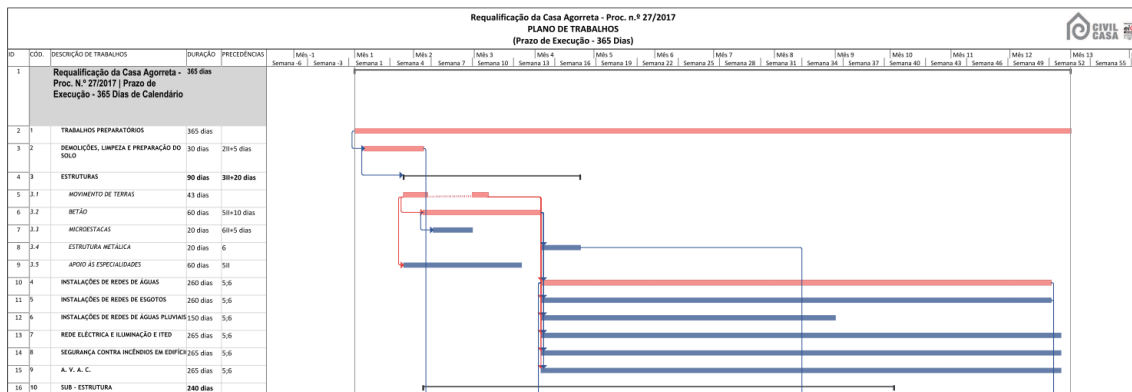 Requalificação da Casa Agorreta - Proc. n.º 27/2017
PLANO DE TRABALHOS
(Prazo de Execução - 365 Dias)
CIVIL
CASA
ID CÓD. DESCRIÇÃO DE TRABALHOS DURAÇÃO PRECEDÊNCIAS Mês -1 Mês 1 Mês 2 Mês 3 Mês 4 Mês 5 Mês 6 Mês 7 Mês 8 Mês 9 Mês 10 Mês 11 Mês 12 Mês 13
Semana -6 Semana -3 Semana 1 Semana 4 Semana 7 Semana 10 Semana 13 Semana 16 Semana 19 Semana 22 Semana 25 Semana 28 Semana 31 Semana 34 Semana 37 Semana 40 Semana 43 Semana 46 Semana 49 Semana 52 Semana 55
1 Requalificação da Casa Agorreta - 365 dias
Proc. N.º 27/2017 | Prazo de
Execução - 365 Dias de Calendário
2 1 TRABALHOS PREPARATÓRIOS 365 dias
3 2 DEMOLIÇÕES, LIMPEZA E PREPARAÇÃO DO 30 dias 2II+5 dias
SOLO
4 3 ESTRUTURAS 90 dias 3II+20 dias
5 3.1 MOVIMENTO DE TERRAS 43 dias
6 3.2 BETÃO 60 dias 5II+10 dias
7 3.3 MICROESTACAS 20 dias 6II+5 dias
8 3.4 ESTRUTURA METÁLICA 20 dias 6
9 3.5 APOIO ÀS ESPECIALIDADES 60 dias 5II
10 4 INSTALAÇÕES DE REDES DE ÁGUAS 260 dias 5;6
11 5 INSTALAÇÕES DE REDES DE ESGOTOS 260 dias 5;6
12 6 INSTALAÇÕES DE REDES DE ÁGUAS PLUVIAIS 150 dias 5;6
13 7 REDE ELÉCTRICA E ILUMINAÇÃO E ITED 265 dias 5;6
14 8 SEGURANÇA CONTRA INCÊNDIOS EM EDIFÍCI 265 dias 5;6
15 9 A. V. A. C. 265 dias 5;6
16 10 SUB - ESTRUTURA 240 dias